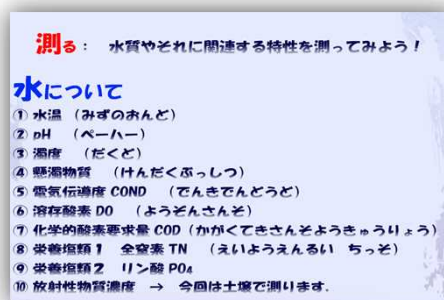 測る： 水質やそれに関連する特性を測ってみよう！
水について
① 水温 （みずのおんど）
② pH （ペーハー）
③ 濁度 （だくど）
④ 懸濁物質 （けんだくぶっしつ）
⑤ 電気伝導度 COND （でんきでんどうど）
⑥ 溶存酸素 DO （ようぞんさんそ）
⑦ 化学的酸素要求量 COD（かがくてきさんそようきゅうりょう）
⑧ 栄養塩類１ 全窒素 TN （えいようえんるい ちっそ）
⑨ 栄養塩類２ リン酸 PO₄
⑩ 放射性物質濃度 → 今回は土壌で測ります．